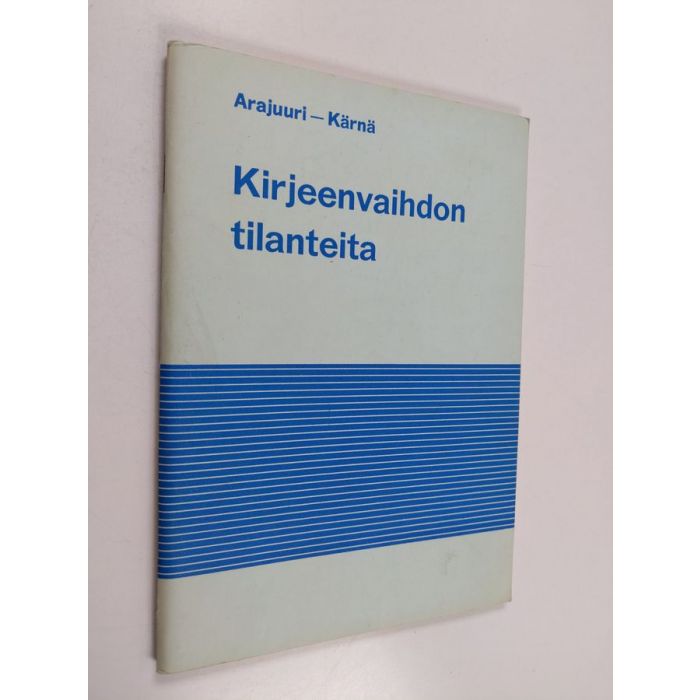 Arajuuri — Kärnä
Kirjeenvaihdon
tilanteita